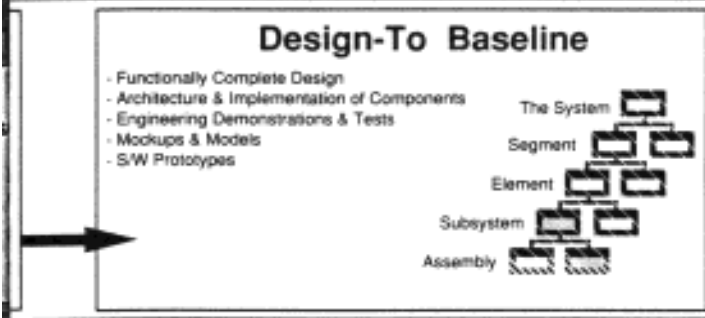 Design-To Baseline
- Functionally Complete Design
- Architecture & Implementation of Components
- Engineering Demonstrations & Tests
- Mockups & Models
- S/W Prototypes
The System
Segment
Element
Subsystem
Assembly